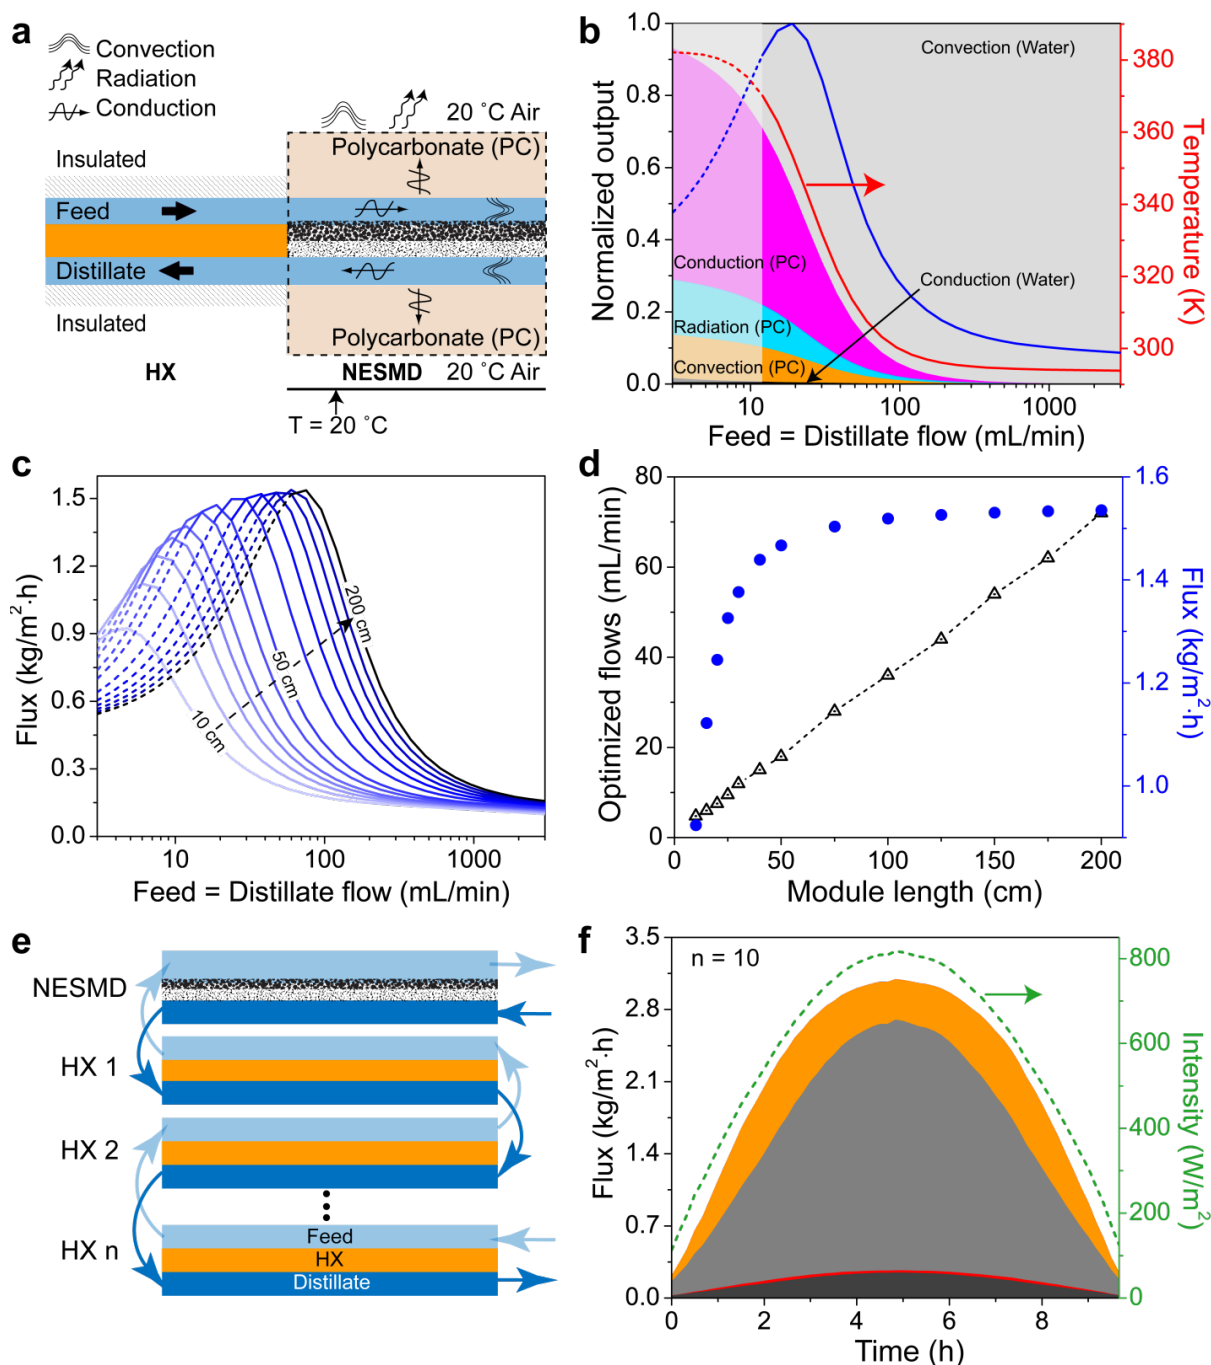 a
Convection
Radiation
Conduction
20 ˚C Air
Insulated
Polycarbonate (PC)
Feed
Distillate
Insulated
Polycarbonate (PC)
HX
NESMD
20 ˚C Air
T = 20 ˚C
b
Normalized output
1.0
0.8
0.6
0.4
0.2
0.0
Convection (Water)
Conduction (PC)
Conduction (Water)
Radiation (PC)
Convection (PC)
380
360
340
320
300
Temperature (K)
10
100
1000
Feed = Distillate flow (mL/min)
c
Flux (kg/m²·h)
1.5
1.2
0.9
0.6
0.3
0.0
200 cm
50 cm
10 cm
10
100
1000
Feed = Distillate flow (mL/min)
d
Optimized flows (mL/min)
80
60
40
20
0
1.6
1.4
1.2
1.0
Flux (kg/m²·h)
0
50
100
150
200
Module length (cm)
e
NESMD
HX 1
HX 2
HX n
Feed
HX
Distillate
f
n = 10
Flux (kg/m²·h)
3.5
2.8
2.1
1.4
0.7
0.0
800
600
400
200
0
Intensity (W/m²)
0
2
4
6
8
Time (h)